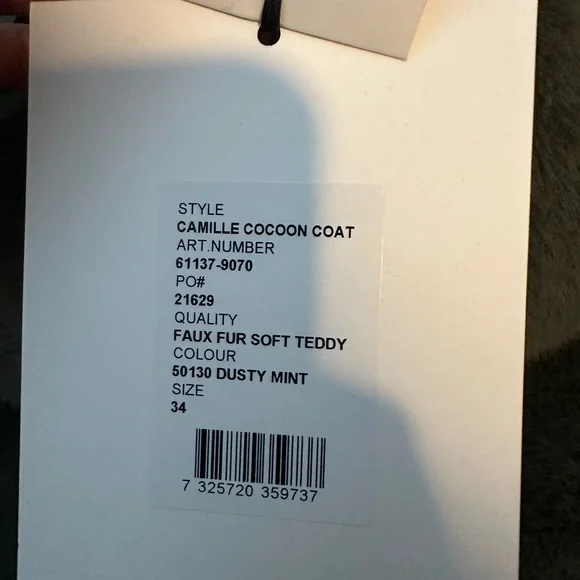 STYLE
CAMILLE COCOON COAT
ART.NUMBER
61137-9070
PO#
21629
QUALITY
FAUX FUR SOFT TEDDY
COLOUR
50130 DUSTY MINT
SIZE
34
7 325720 359737